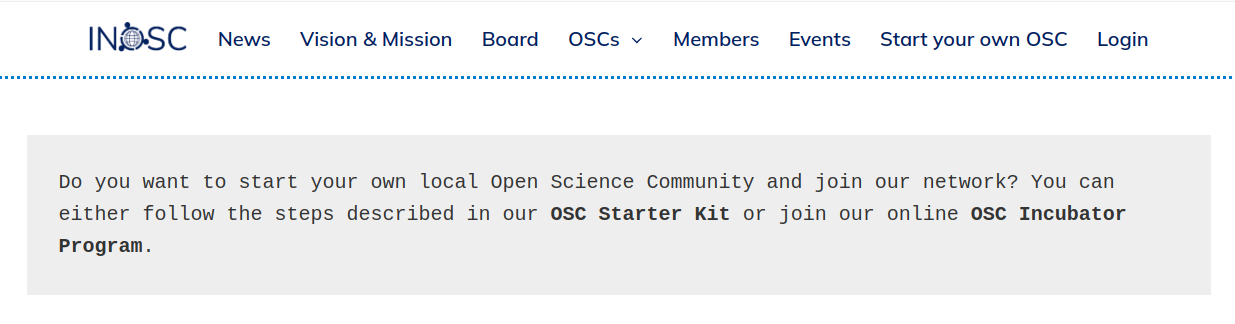 INOSC News Vision & Mission Board OSCs Members Events Start your own OSC Login
Do you want to start your own local Open Science Community and join our network? You can
either follow the steps described in our OSC Starter Kit or join our online OSC Incubator
Program.